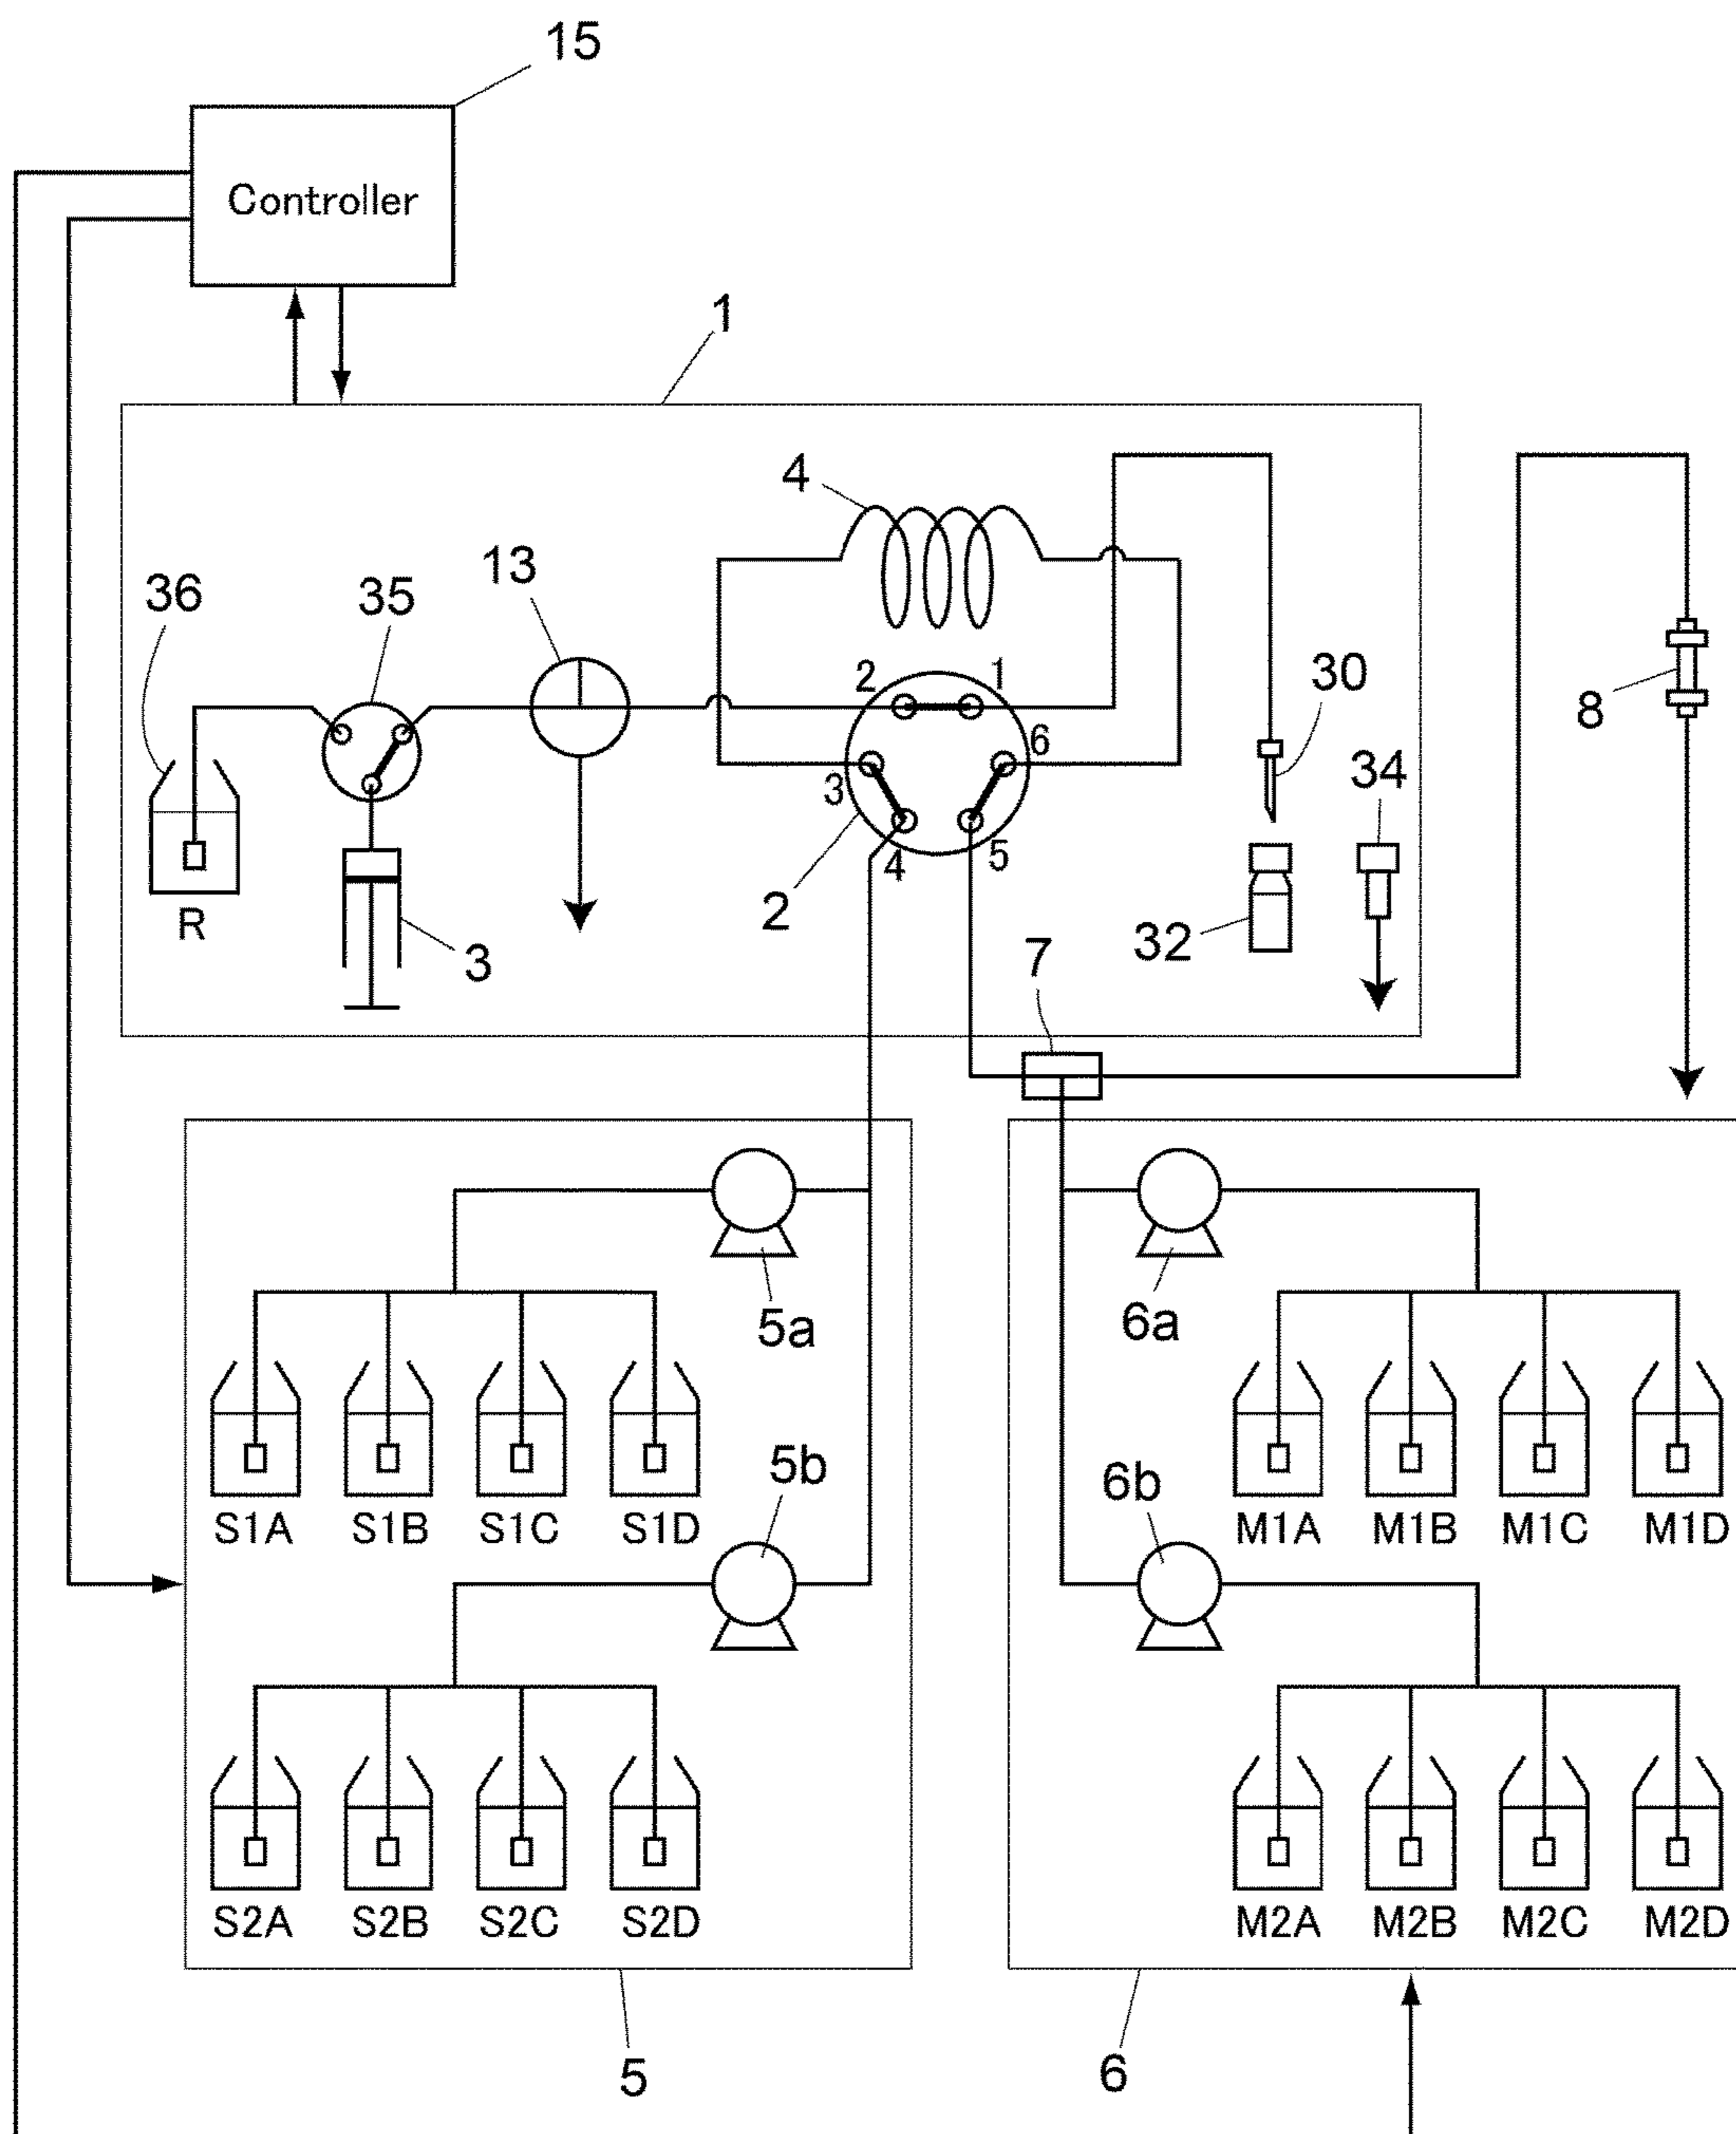 15
Controller
1
4
13
36
35
2 1
30
6
8
34
3
5
4
R
2
32
3
7
5a
6a
5b
6b
S1A S1B S1C S1D
M1A M1B M1C M1D
S2A S2B S2C S2D
M2A M2B M2C M2D
5
6